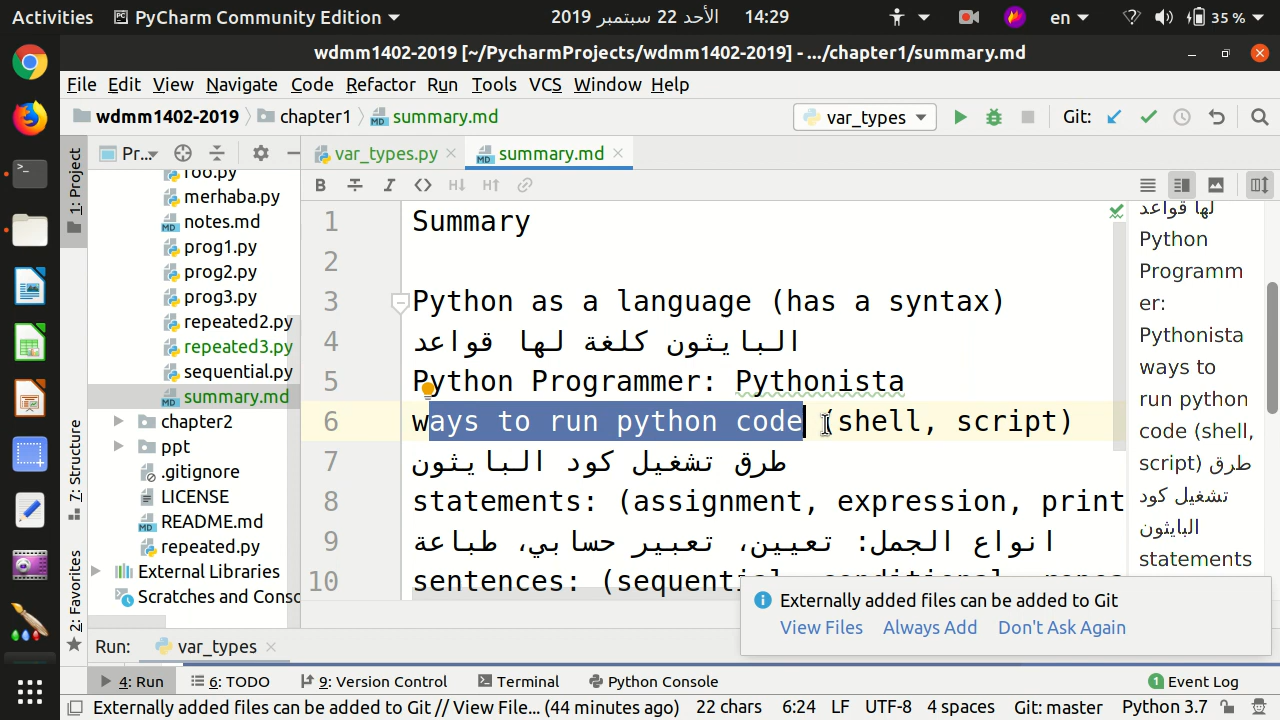 Activities PyCharm Community Edition الأحد 22 سبتمبر 2019 14:29 en 35 %
wdmm1402-2019 [~/PycharmProjects/wdmm1402-2019] - .../chapter1/summary.md
File Edit View Navigate Code Refactor Run Tools VCS Window Help
wdmm1402-2019 chapter1 summary.md var_types Git:
1: Project
Pr...
var_types.py summary.md
roo.py
merhaba.py
notes.md
prog1.py
prog2.py
prog3.py
repeated2.py
repeated3.py
sequential.py
summary.md
chapter2
ppt
.gitignore
LICENSE
README.md
repeated.py
External Libraries
Scratches and Conso
7: Structure
2: Favorites
1 Summary
2
3 Python as a language (has a syntax)
4 البايثون كلغة لها قواعد
5 Python Programmer: Pythonista
6 ways to run python code (shell, script)
7 طرق تشغيل كود البايثون
8 statements: (assignment, expression, print
9 انواع الجمل: تعيين، تعبير حسابي، طباعة
10 sentences: (sequential, conditional, repea
لها قواعد
Python
Programm
er:
Pythonista
ways to
run python
code (shell,
script) طرق
تشغيل كود
البايثون
statements
Externally added files can be added to Git
View Files Always Add Don't Ask Again
Run: var_types
4: Run 6: TODO 9: Version Control Terminal Python Console 1 Event Log
Externally added files can be added to Git // View File... (44 minutes ago) 22 chars 6:24 LF UTF-8 4 spaces Git: master Python 3.7